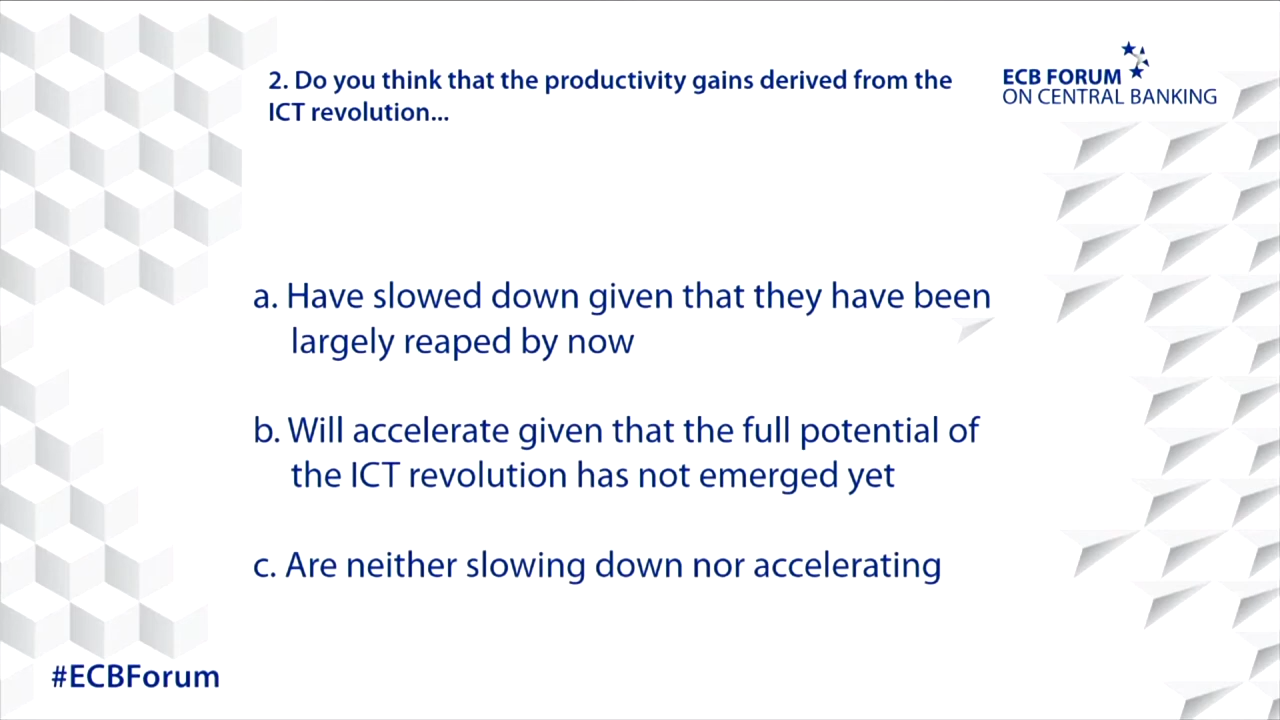 2. Do you think that the productivity gains derived from the
ICT revolution...
ECB FORUM
ON CENTRAL BANKING
a. Have slowed down given that they have been
largely reaped by now
b. Will accelerate given that the full potential of
the ICT revolution has not emerged yet
c. Are neither slowing down nor accelerating
#ECBForum